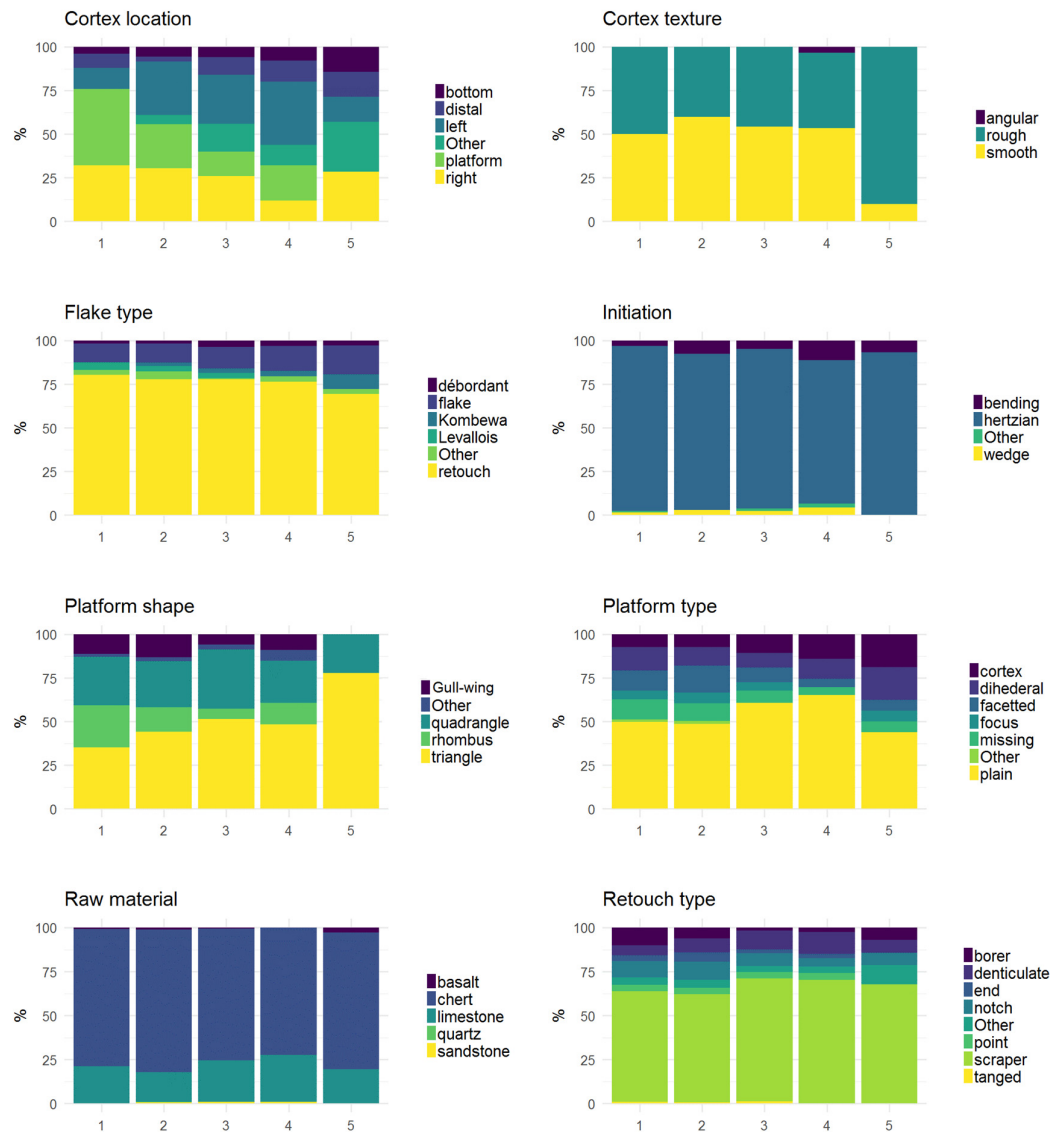 Cortex location
%
100
75
50
25
0
1 2 3 4 5
bottom
distal
left
Other
platform
right
Cortex texture
%
100
75
50
25
0
1 2 3 4 5
angular
rough
smooth
Flake type
%
100
75
50
25
0
1 2 3 4 5
débordant
flake
Kombewa
Levallois
Other
retouch
Initiation
%
100
75
50
25
0
1 2 3 4 5
bending
hertzian
Other
wedge
Platform shape
%
100
75
50
25
0
1 2 3 4 5
Gull-wing
Other
quadrangle
rhombus
triangle
Platform type
%
100
75
50
25
0
1 2 3 4 5
cortex
dihederal
facetted
focus
missing
Other
plain
Raw material
%
100
75
50
25
0
1 2 3 4 5
basalt
chert
limestone
quartz
sandstone
Retouch type
%
100
75
50
25
0
1 2 3 4 5
borer
denticulate
end
notch
Other
point
scraper
tanged